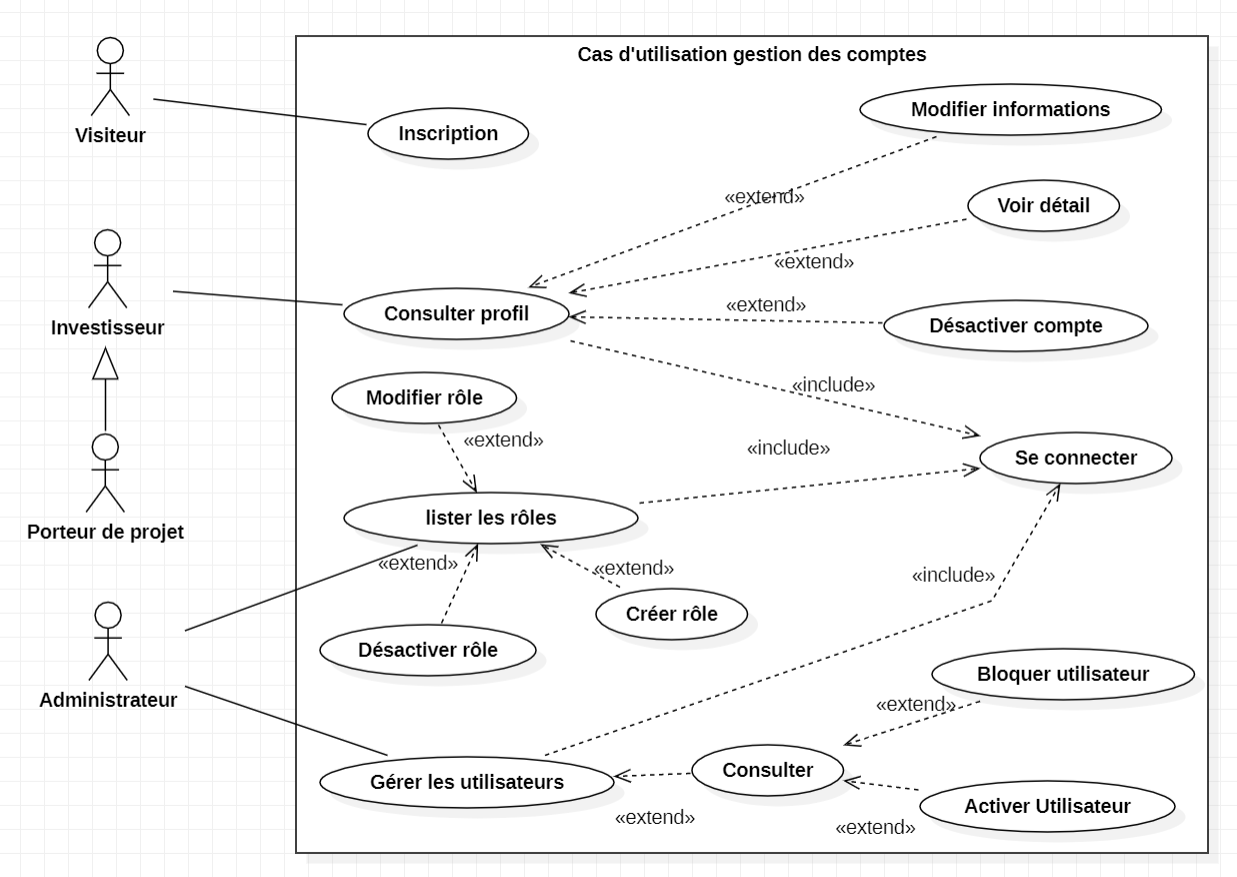 Cas d'utilisation gestion des comptes
Visiteur
Inscription
Modifier informations
«extend»
Voir détail
«extend»
Investisseur
Consulter profil
«extend»
Désactiver compte
«include»
Modifier rôle
«extend»
«include»
Se connecter
Porteur de projet
lister les rôles
«extend»
«extend»
«include»
Créer rôle
Désactiver rôle
Administrateur
Bloquer utilisateur
«extend»
Gérer les utilisateurs
Consulter
«extend»
Activer Utilisateur
«extend»